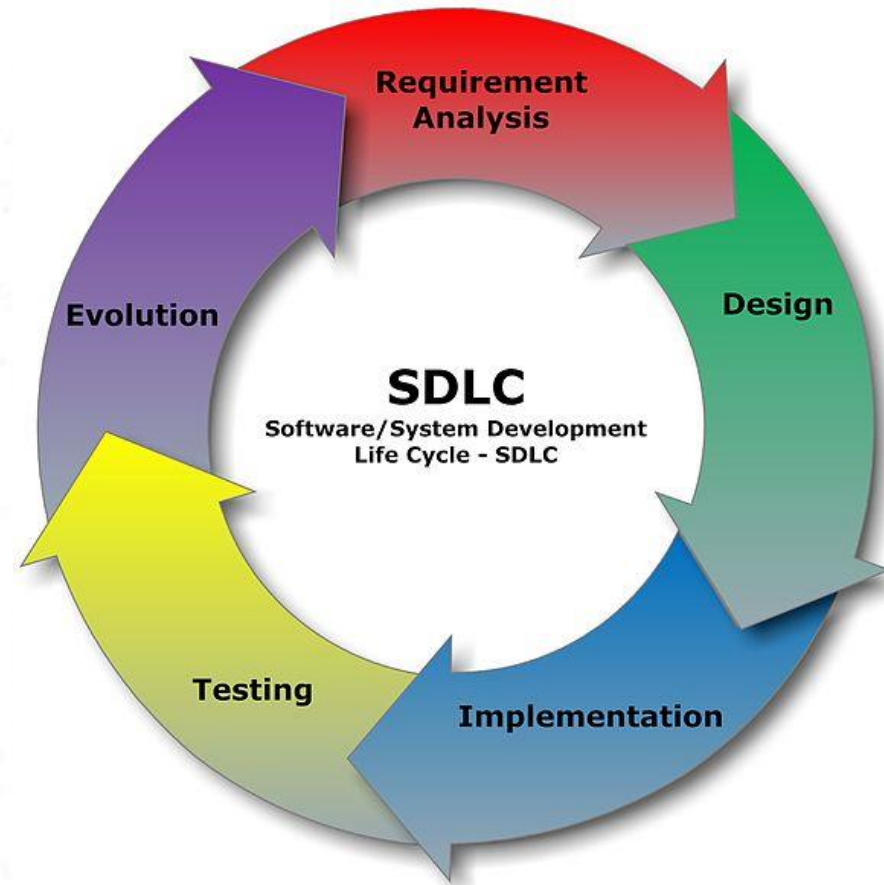 Requirement
Analysis
Design
Evolution
SDLC
Software/System Development
Life Cycle - SDLC
Testing
Implementation